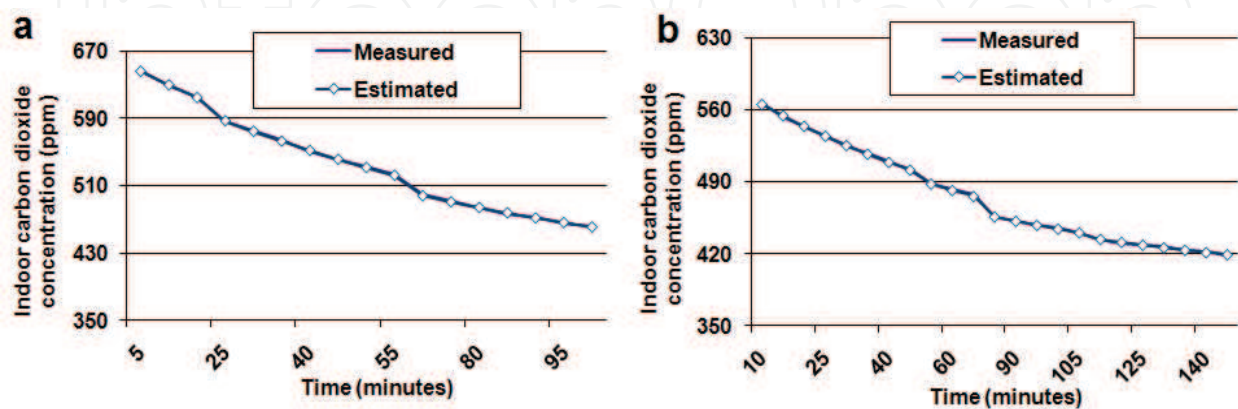 a
Measured
Estimated
Indoor carbon dioxide
concentration (ppm)
670
590
510
430
350
5
25
40
55
80
95
Time (minutes)
b
Measured
Estimated
Indoor carbon dioxide
concentration (ppm)
630
560
490
420
350
10
25
40
60
90
105
125
140
Time (minutes)